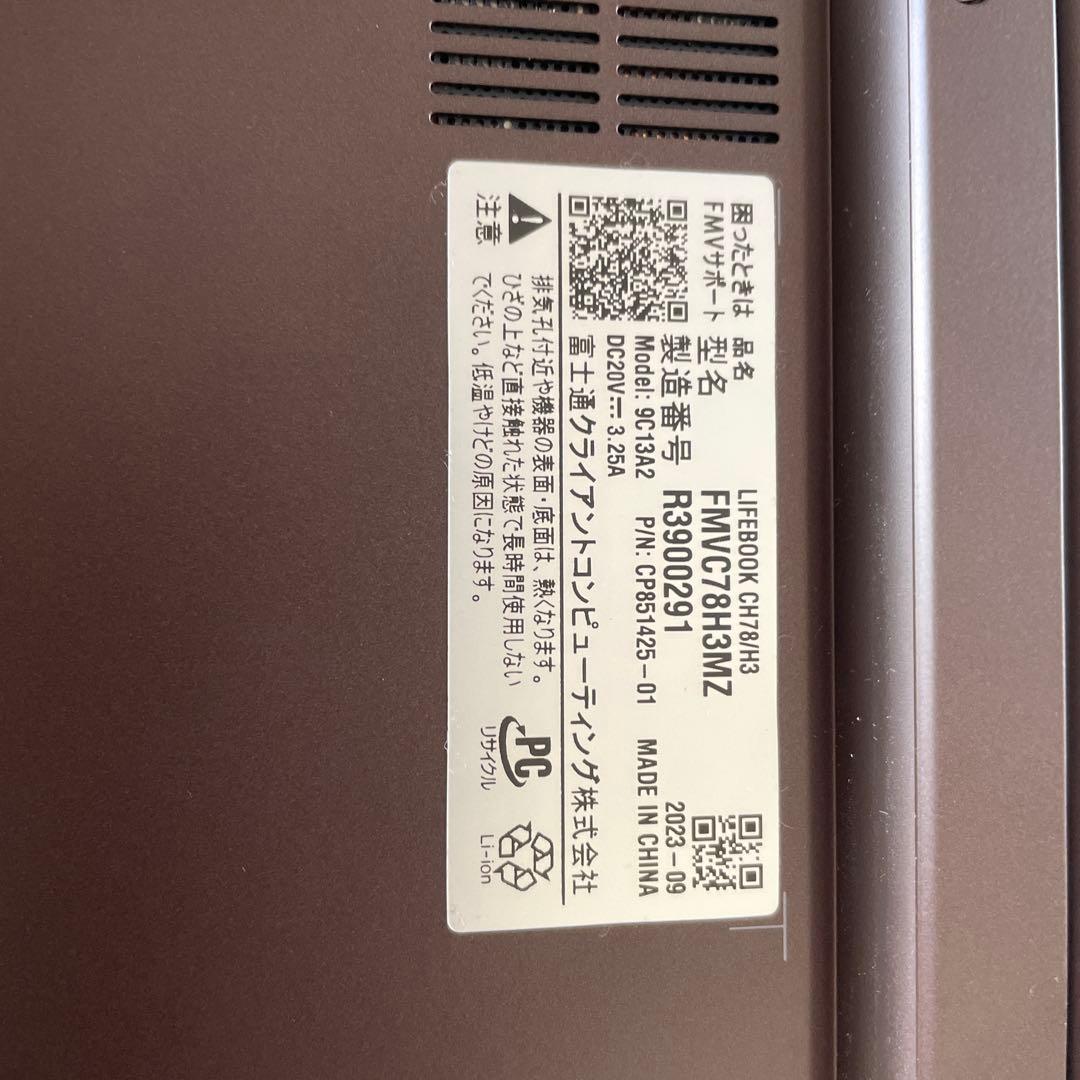 困ったときは
FMVサポート
品名 LIFEBOOK CH78/H3
型名 FMVC78H3MZ
製造番号 R3900291 2023-09
Model: 9C13A2 P/N: CP851425-01 MADE IN CHINA
DC20V⎓3.25A
富士通クライアントコンピューティング株式会社
注意
排気孔付近や機器の表面・底面は、熱くなります。
ひざの上など直接触れた状態で長時間使用しない
でください。低温やけどの原因になります。
PC
リサイクル
Li-ion